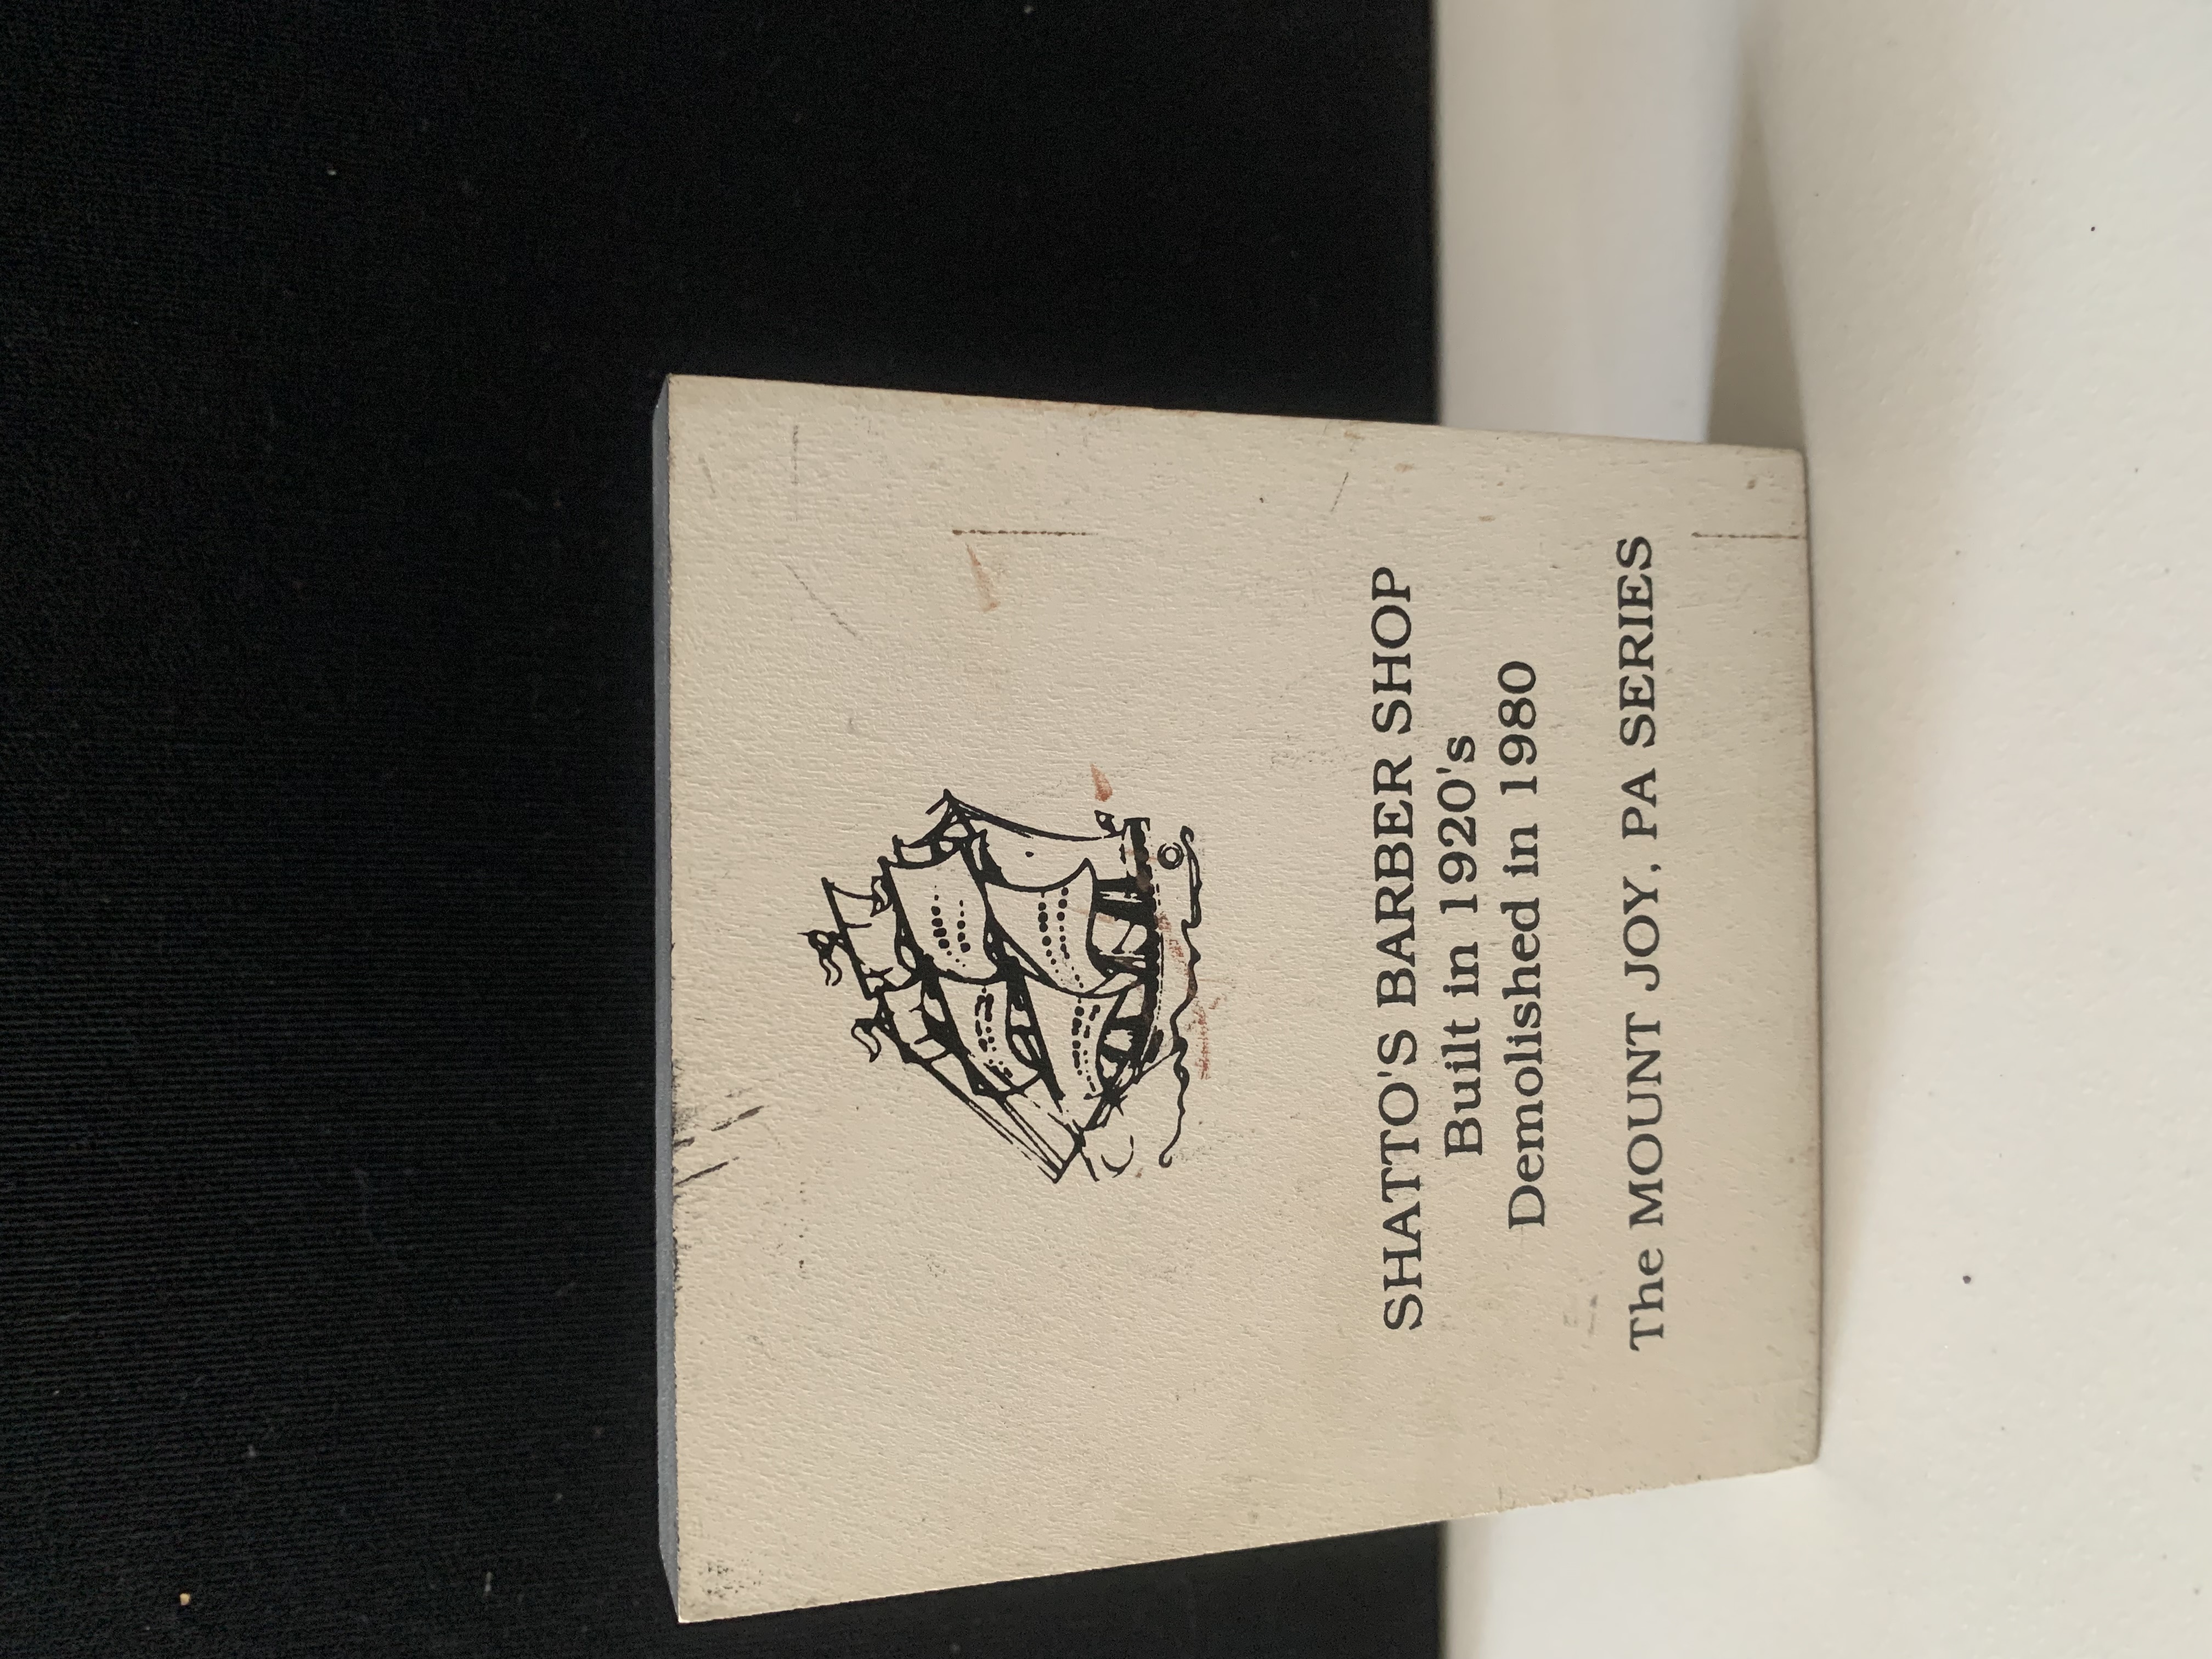 SHATTO'S BARBER SHOP
Built in 1920's
Demolished in 1980
The MOUNT JOY, PA SERIES